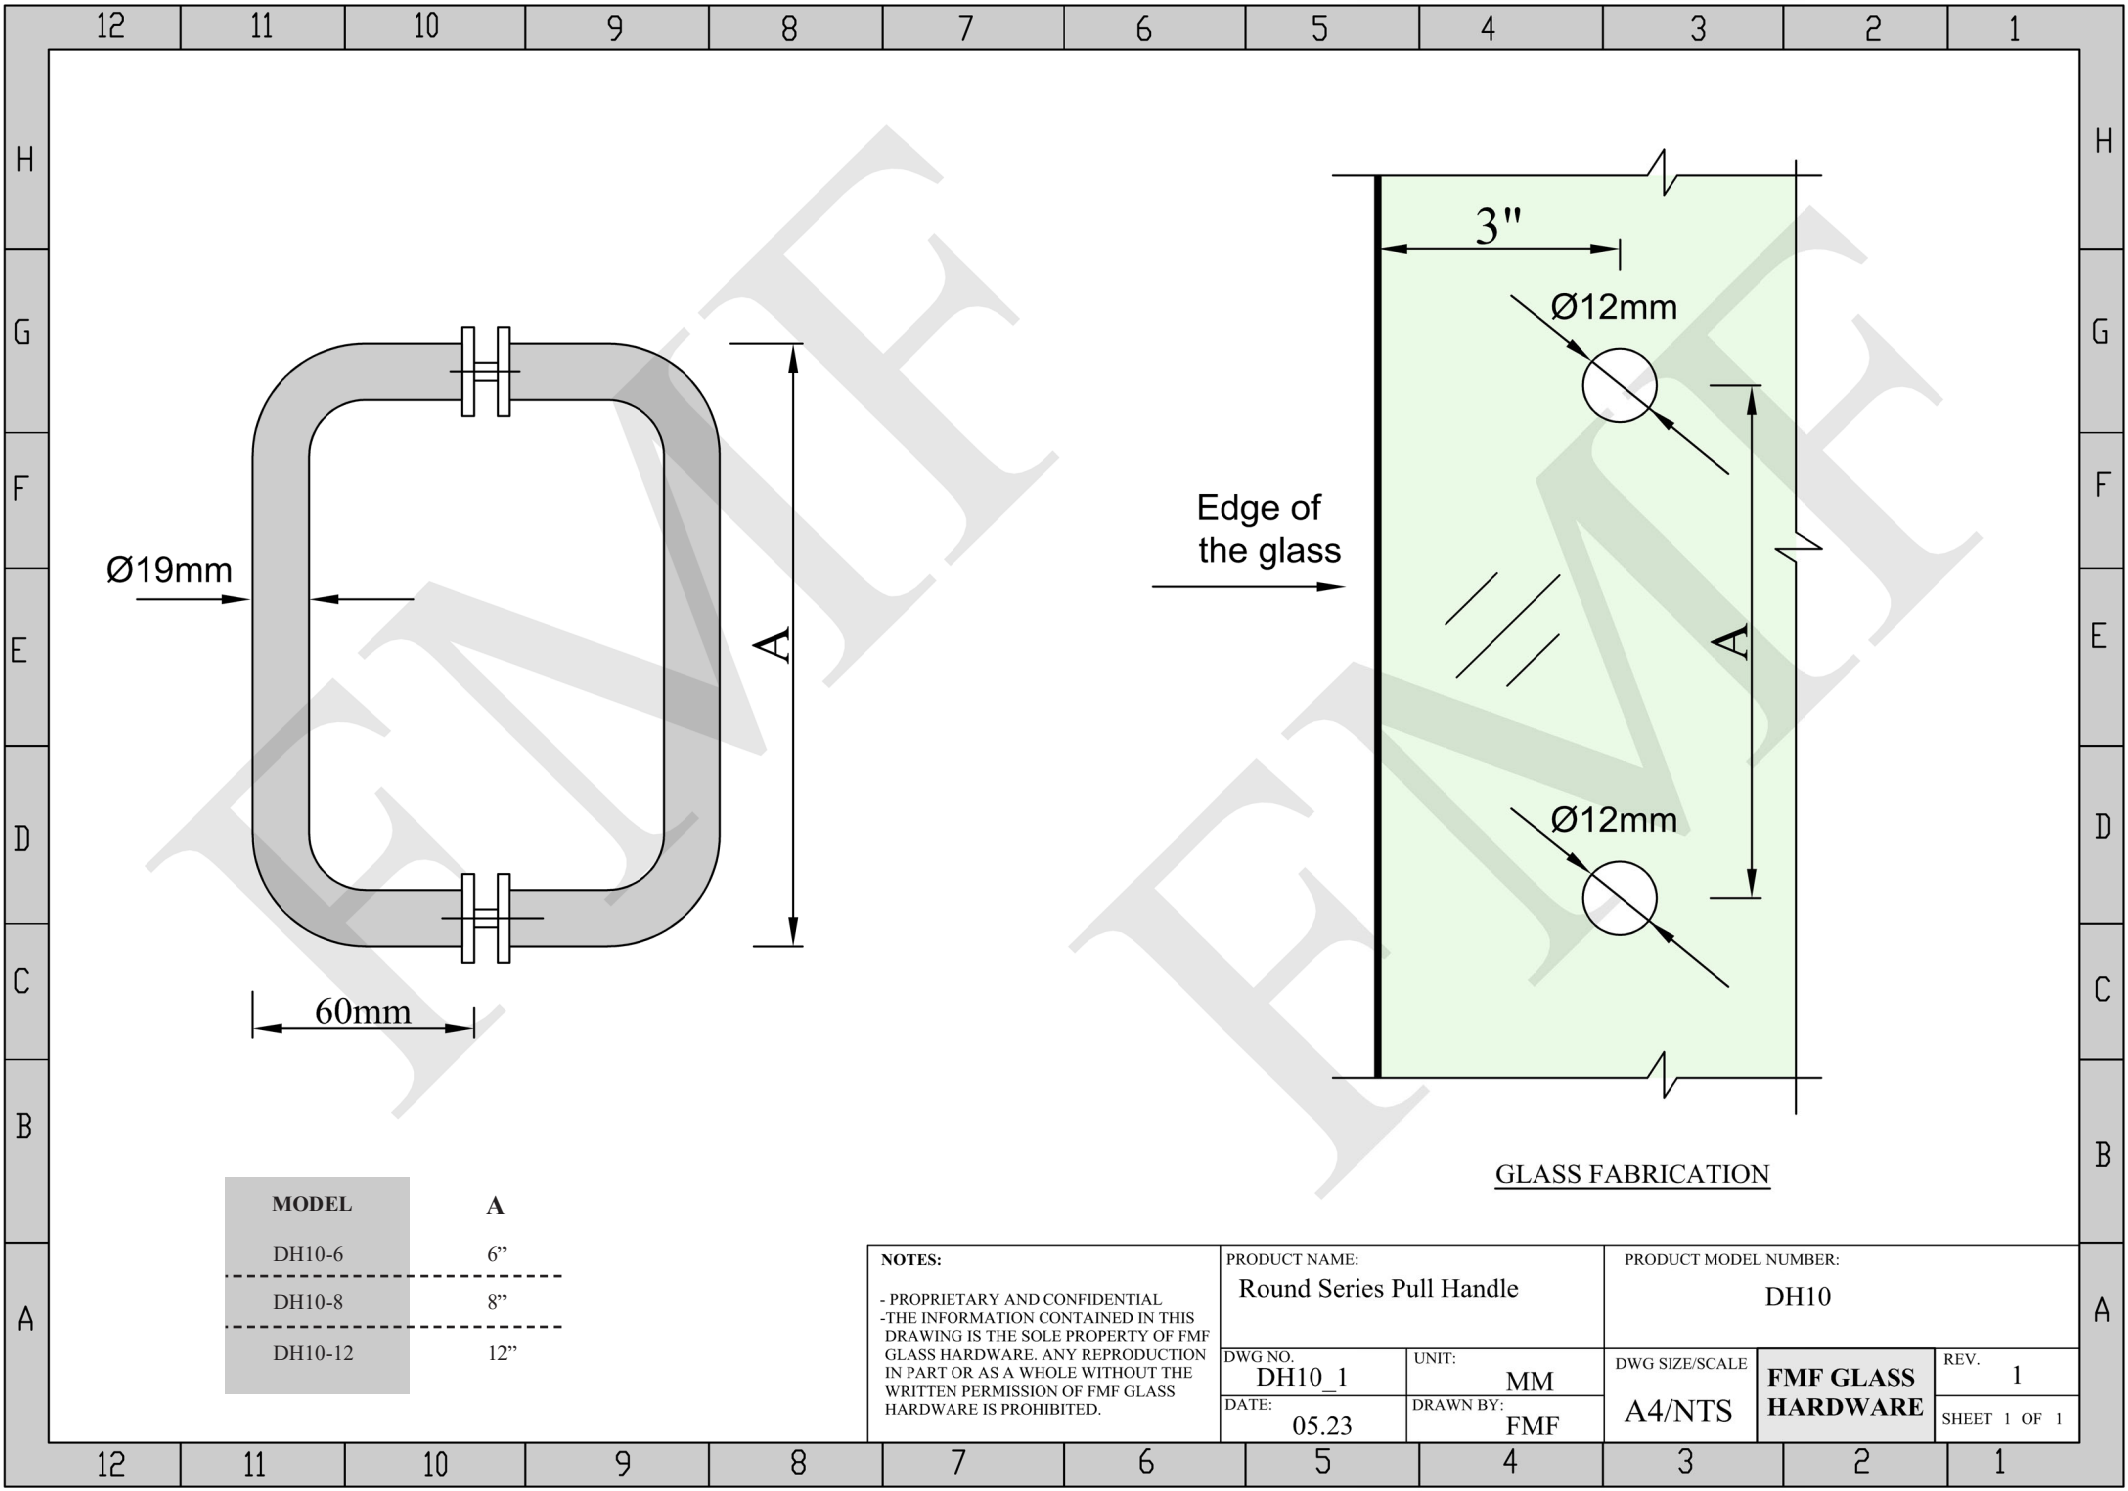 12 11 10 9 8 7 6 5 4 3 2 1
H H
G G
F F
E E
D D
C C
B B
A A
FMF
FMF
Ø19mm
A
60mm
3"
Ø12mm
Edge of
the glass
A
Ø12mm
GLASS FABRICATION
MODEL A
DH10-6 6”
DH10-8 8”
DH10-12 12”
NOTES:
- PROPRIETARY AND CONFIDENTIAL
-THE INFORMATION CONTAINED IN THIS
DRAWING IS THE SOLE PROPERTY OF FMF
GLASS HARDWARE. ANY REPRODUCTION
IN PART OR AS A WHOLE WITHOUT THE
WRITTEN PERMISSION OF FMF GLASS
HARDWARE IS PROHIBITED.
PRODUCT NAME:
Round Series Pull Handle
PRODUCT MODEL NUMBER:
DH10
DWG NO.
DH10_1
UNIT:
MM
DATE:
05.23
DRAWN BY:
FMF
DWG SIZE/SCALE
A4/NTS
FMF GLASS
HARDWARE
REV.
1
SHEET 1 OF 1
12 11 10 9 8 7 6 5 4 3 2 1